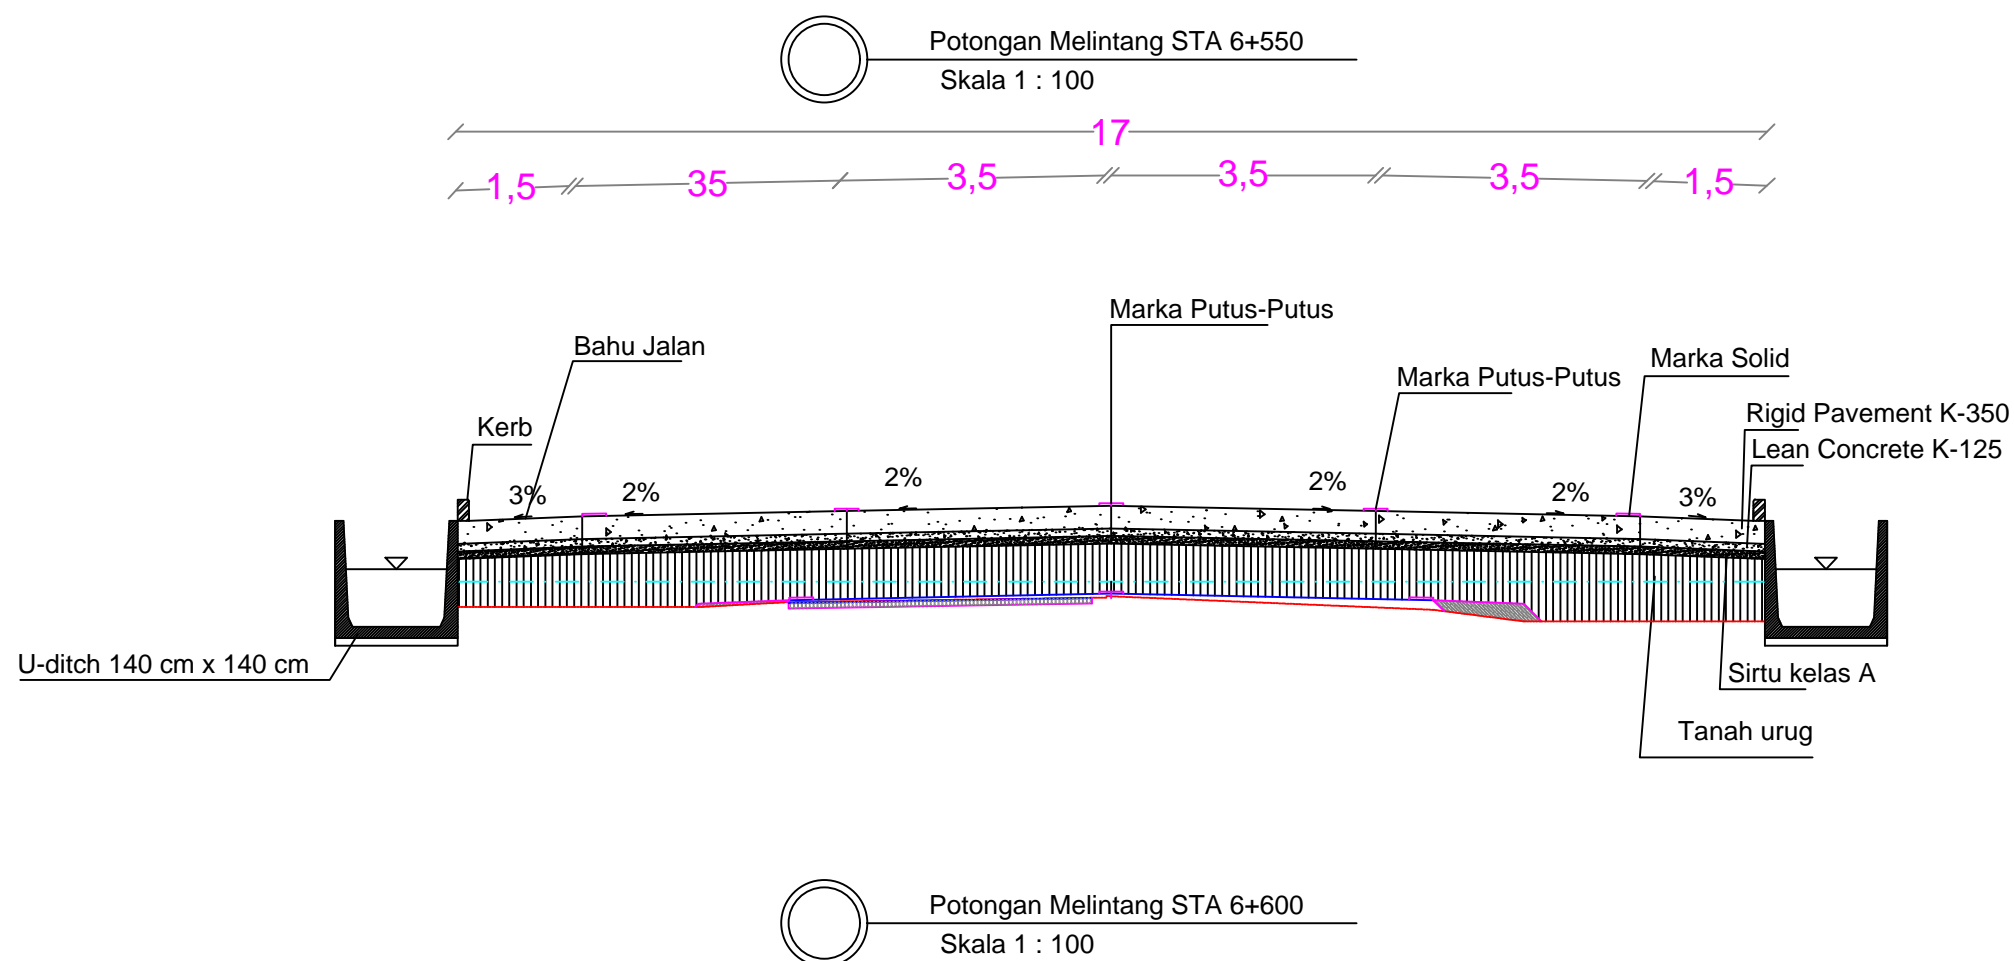 Potongan Melintang STA 6+550
Skala 1 : 100
17
1,5 35 3,5 3,5 3,5 1,5
Marka Putus-Putus
Bahu Jalan
Marka Solid
Marka Putus-Putus
Rigid Pavement K-350
Kerb
Lean Concrete K-125
3% 2% 2% 2% 2% 3%
U-ditch 140 cm x 140 cm
Sirtu kelas A
Tanah urug
Potongan Melintang STA 6+600
Skala 1 : 100